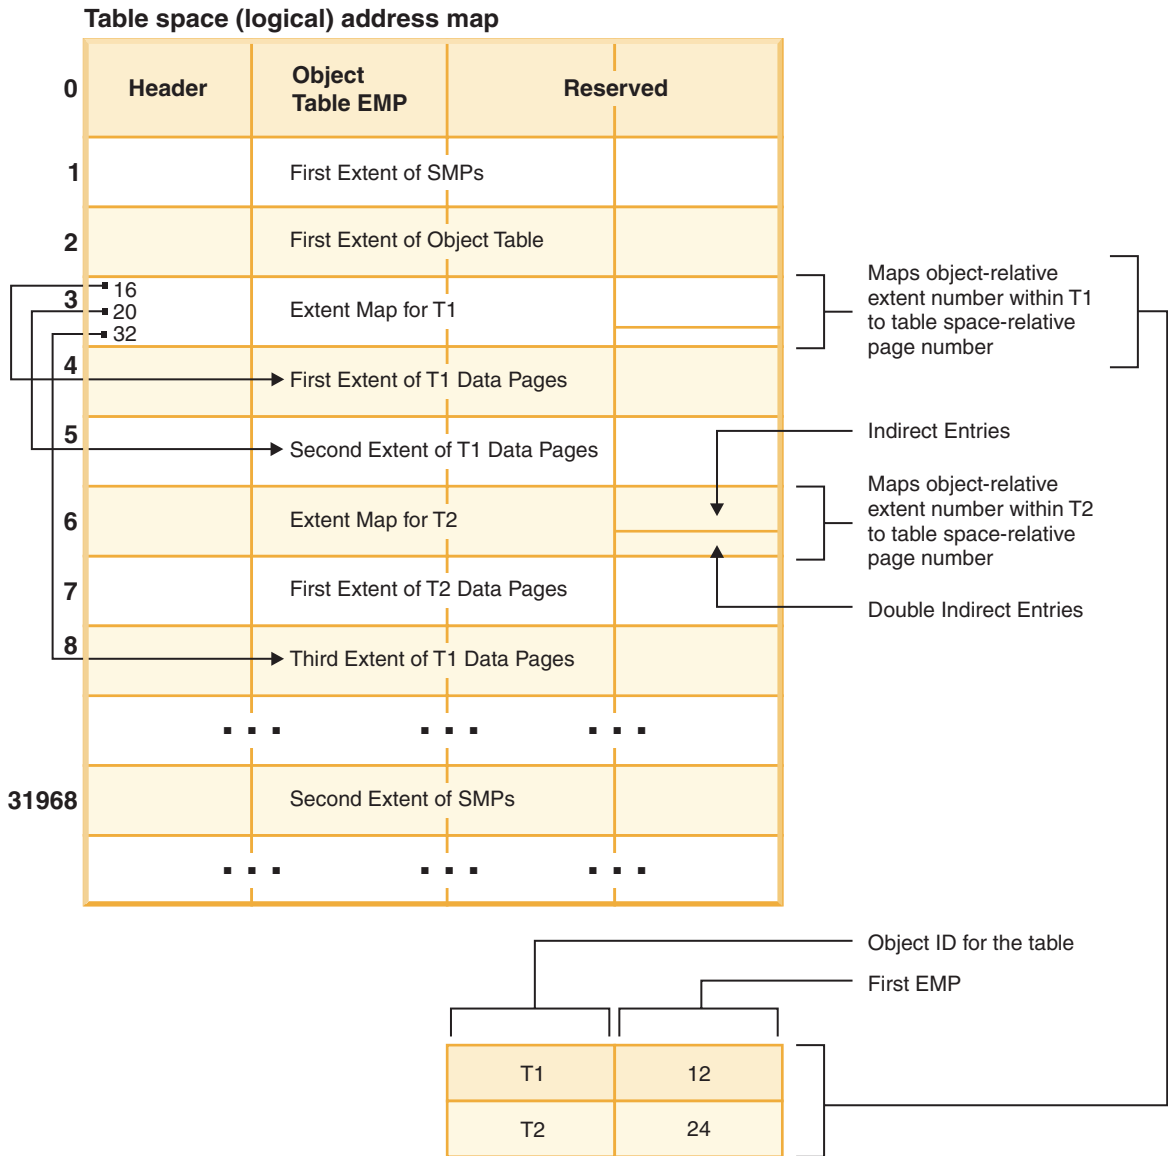 Table space (logical) address map
0
Header
Object
Table EMP
Reserved
1
First Extent of SMPs
2
First Extent of Object Table
3
16
20
32
Extent Map for T1
Maps object-relative
extent number within T1
to table space-relative
page number
4
First Extent of T1 Data Pages
5
Second Extent of T1 Data Pages
Indirect Entries
6
Extent Map for T2
Maps object-relative
extent number within T2
to table space-relative
page number
7
First Extent of T2 Data Pages
Double Indirect Entries
8
Third Extent of T1 Data Pages
31968
Second Extent of SMPs
Object ID for the table
First EMP
T1
12
T2
24